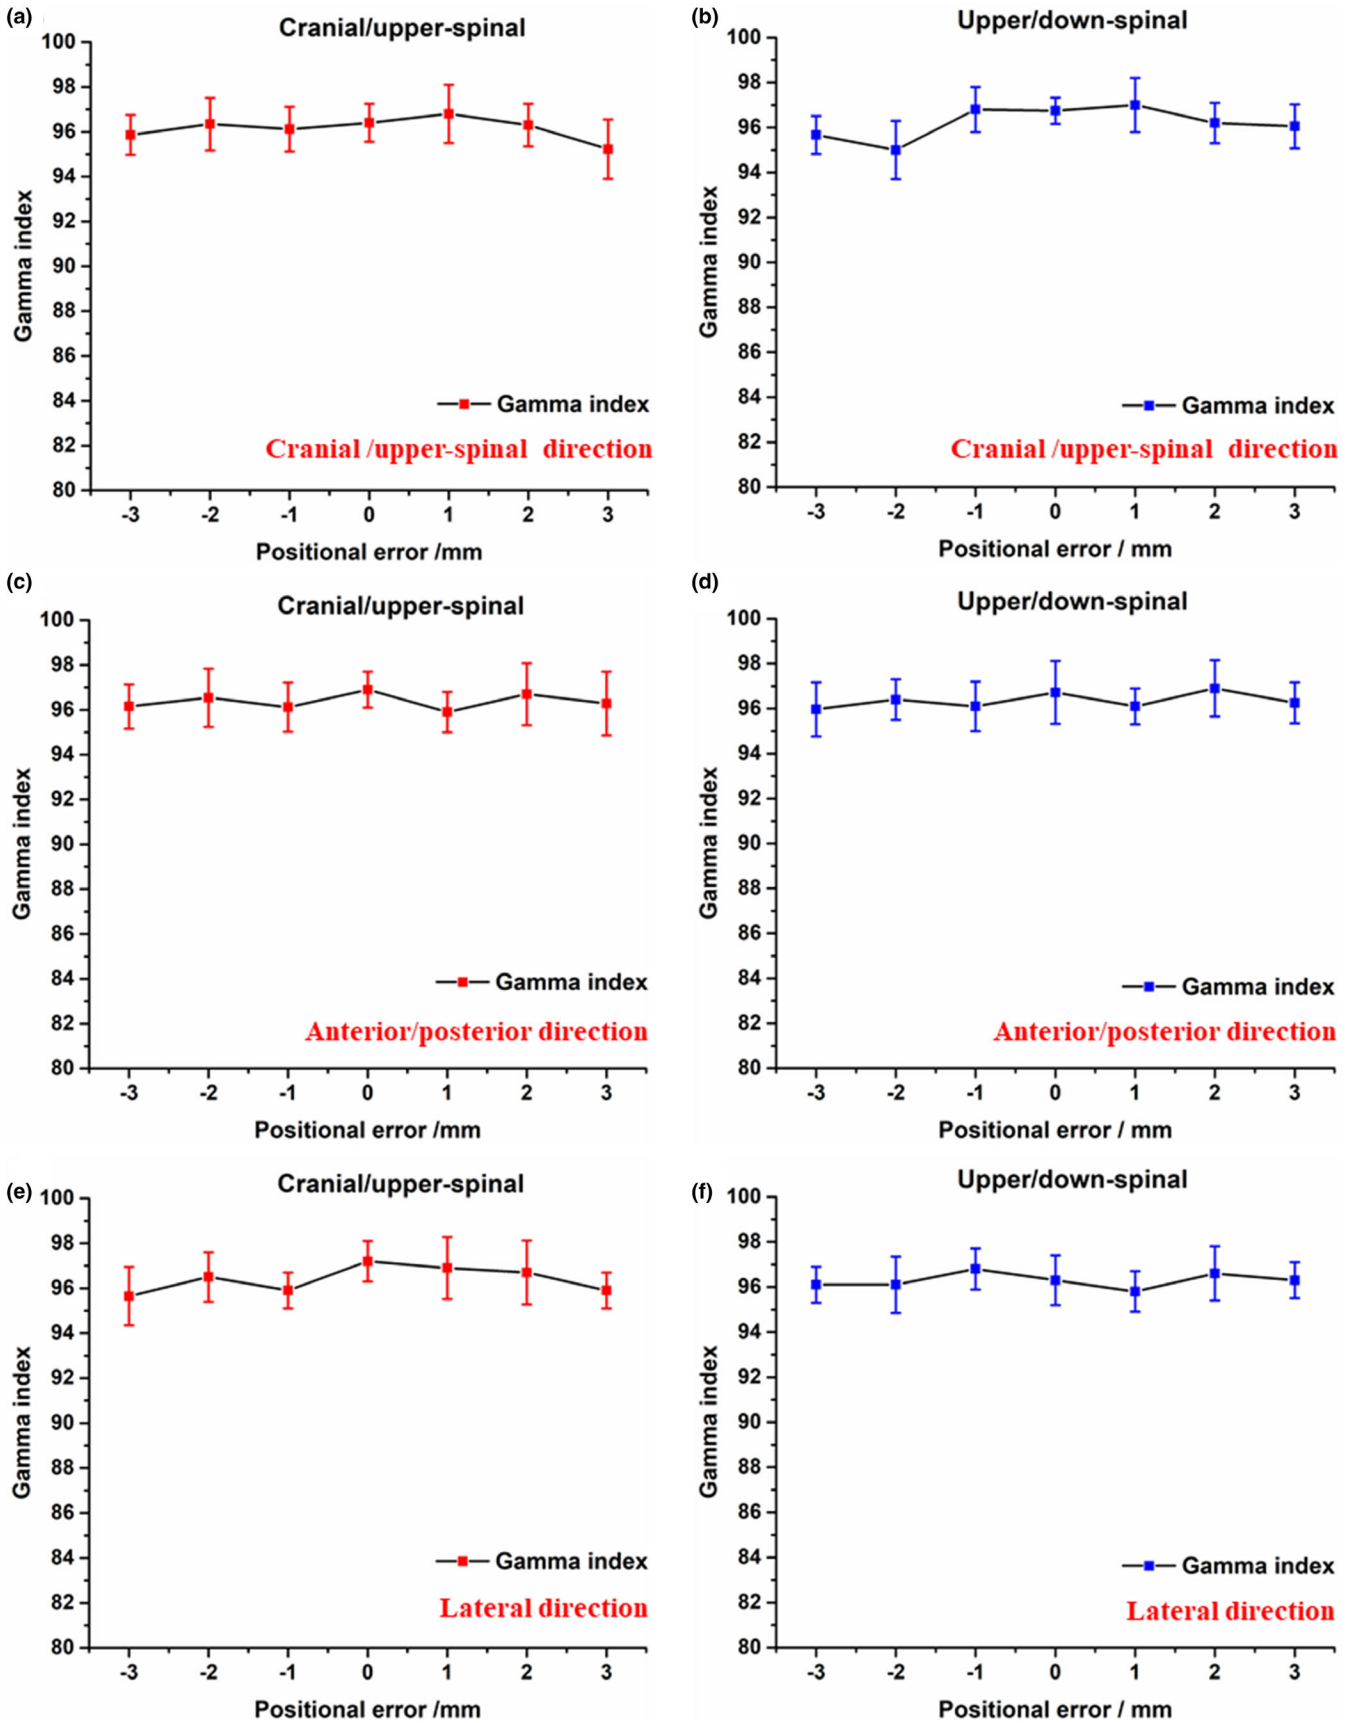 (a)
Cranial/upper-spinal
100
98
96
94
92
90
88
86
84
82
80
Gamma index
Gamma index
Cranial /upper-spinal direction
-3 -2 -1 0 1 2 3
Positional error /mm
(b)
Upper/down-spinal
100
98
96
94
92
90
88
86
84
82
80
Gamma index
Gamma index
Cranial /upper-spinal direction
-3 -2 -1 0 1 2 3
Positional error / mm
(c)
Cranial/upper-spinal
100
98
96
94
92
90
88
86
84
82
80
Gamma index
Gamma index
Anterior/posterior direction
-3 -2 -1 0 1 2 3
Positional error /mm
(d)
Upper/down-spinal
100
98
96
94
92
90
88
86
84
82
80
Gamma index
Gamma index
Anterior/posterior direction
-3 -2 -1 0 1 2 3
Positional error / mm
(e)
Cranial/upper-spinal
100
98
96
94
92
90
88
86
84
82
80
Gamma index
Gamma index
Lateral direction
-3 -2 -1 0 1 2 3
Positional error /mm
(f)
Upper/down-spinal
100
98
96
94
92
90
88
86
84
82
80
Gamma index
Gamma index
Lateral direction
-3 -2 -1 0 1 2 3
Positional error / mm